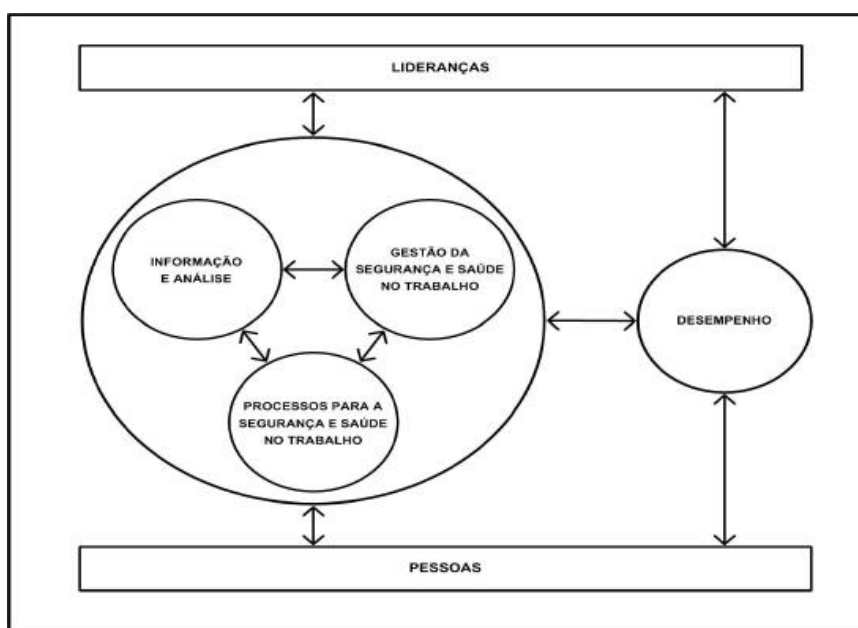 LIDERANÇAS
INFORMAÇÃO
E ANÁLISE
GESTÃO DA
SEGURANÇA E SAÚDE
NO TRABALHO
DESEMPENHO
PROCESSOS PARA A
SEGURANÇA E SAÚDE
NO TRABALHO
PESSOAS